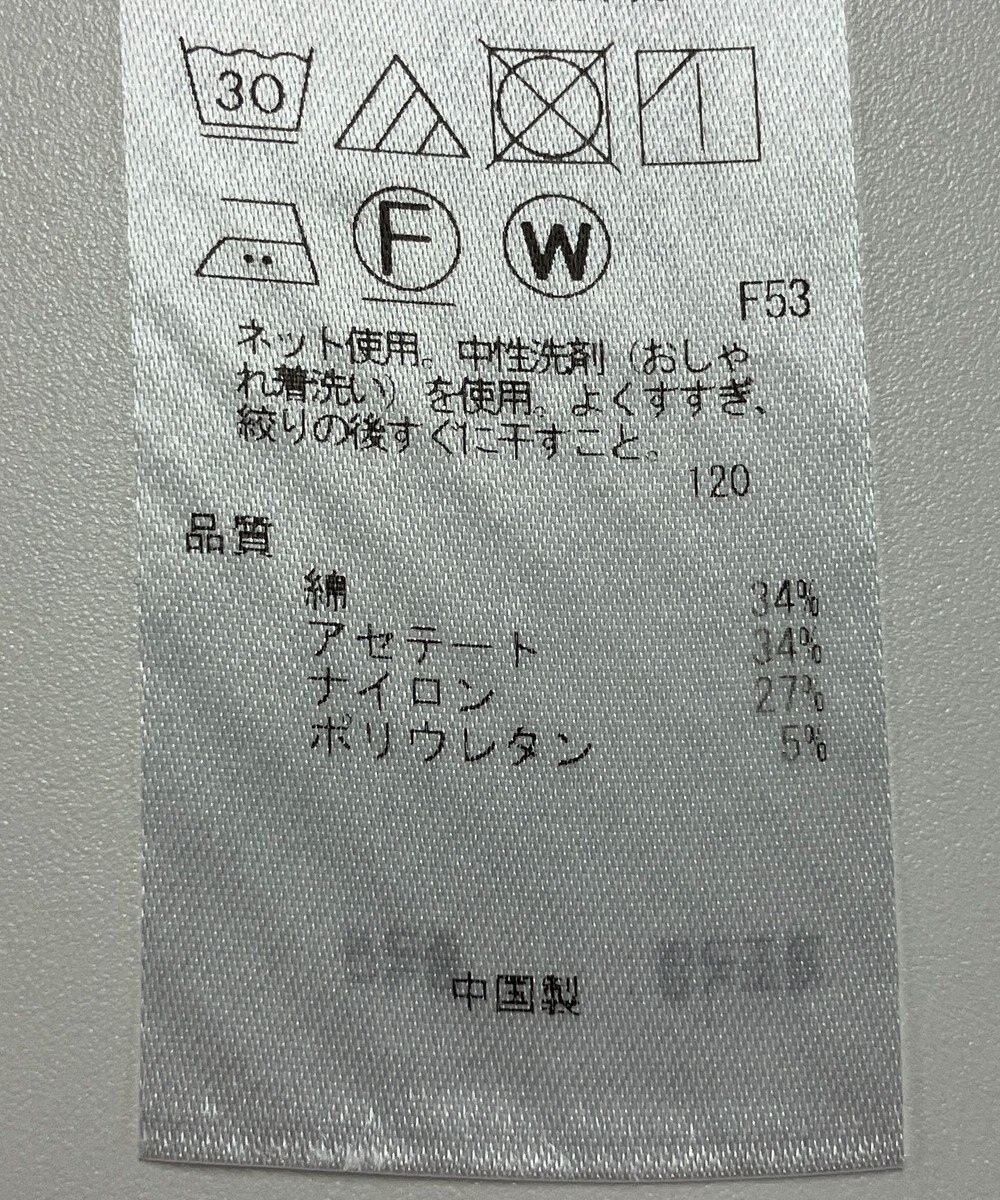 30
F W
F53
ネット使用。中性洗剤（おしゃ
れ着洗い）を使用。よくすすぎ、
絞りの後すぐに干すこと。
120
品質
綿 34%
アセテート 34%
ナイロン 27%
ポリウレタン 5%
中国製